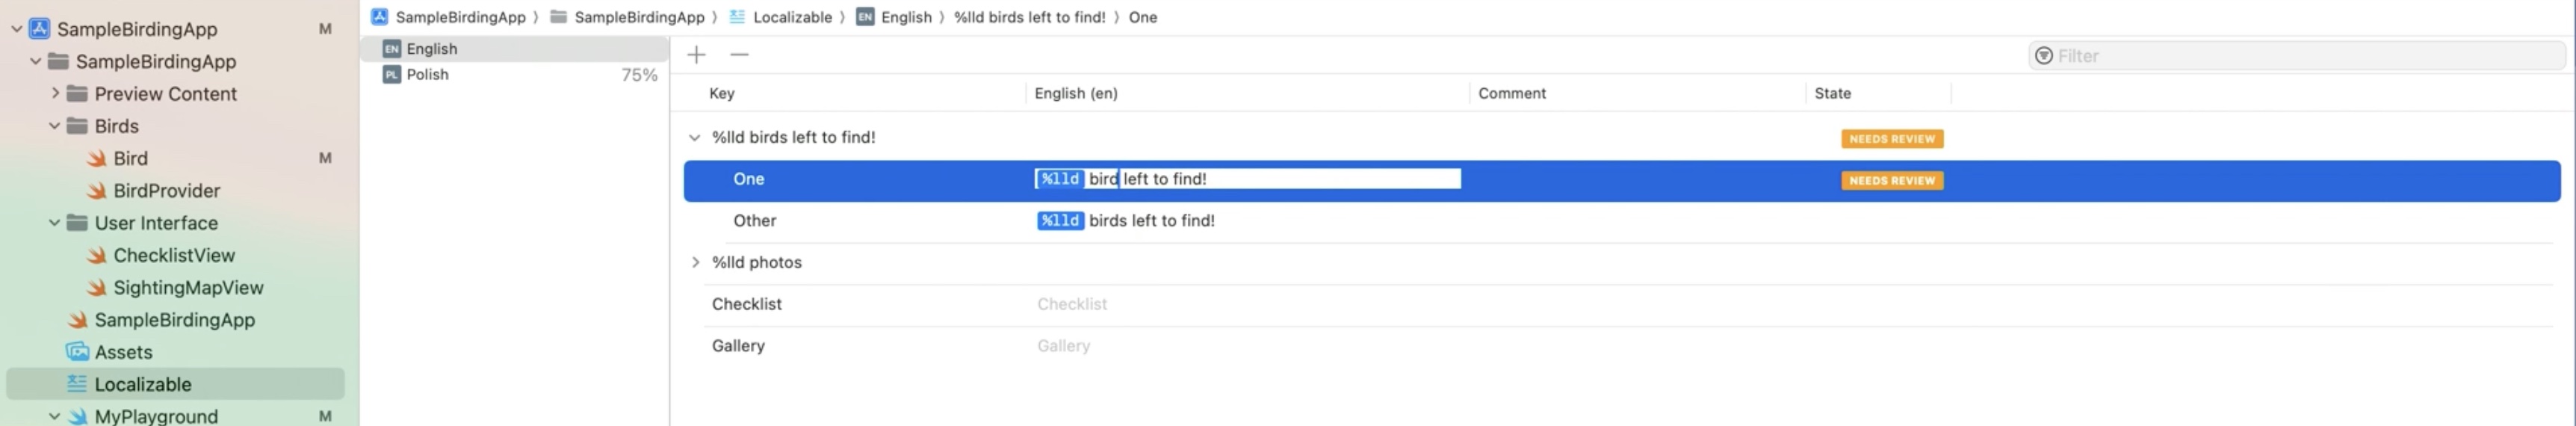 SampleBirdingApp M
SampleBirdingApp
Preview Content
Birds
Bird M
BirdProvider
User Interface
ChecklistView
SightingMapView
SampleBirdingApp
Assets
Localizable
MyPlayground M
SampleBirdingApp 〉 SampleBirdingApp 〉 Localizable 〉 EN English 〉 %lld birds left to find! 〉 One
EN English
PL Polish 75%
Filter
Key English (en) Comment State
%lld birds left to find! NEEDS REVIEW
One %lld bird left to find! NEEDS REVIEW
Other %lld birds left to find!
%lld photos
Checklist Checklist
Gallery Gallery